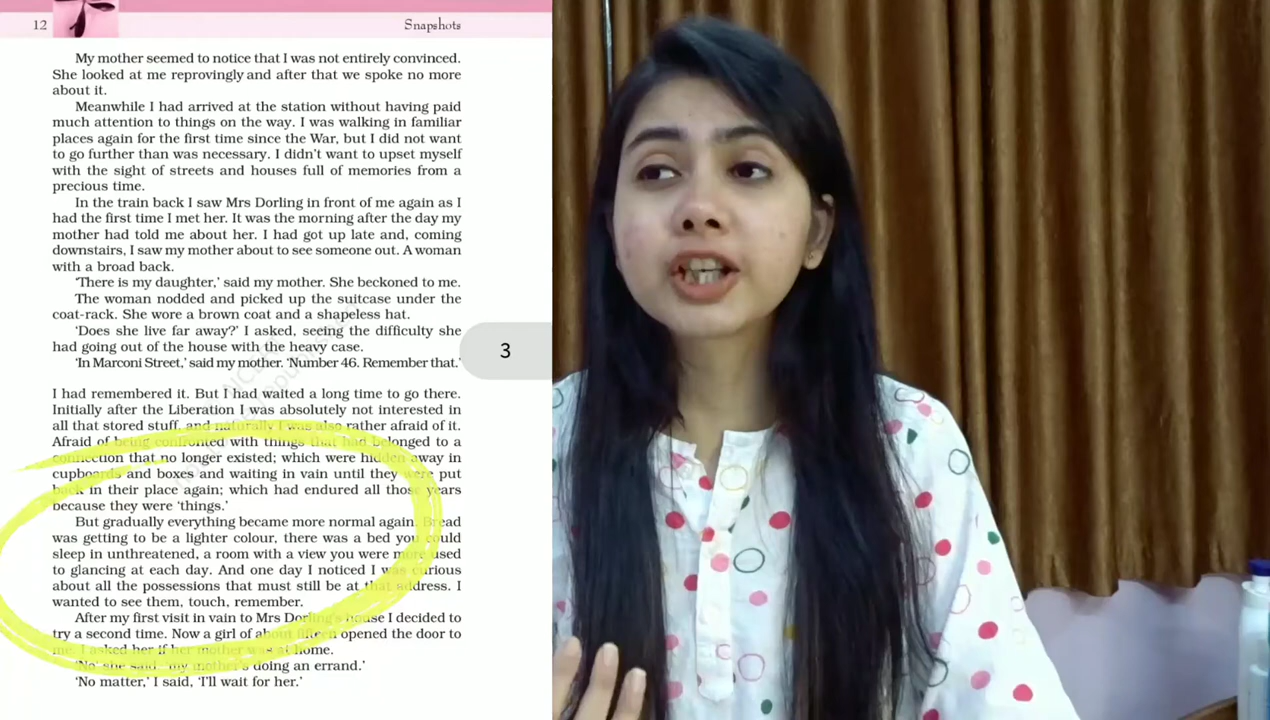 12
Snapshots
My mother seemed to notice that I was not entirely convinced.
She looked at me reprovingly and after that we spoke no more
about it.
Meanwhile I had arrived at the station without having paid
much attention to things on the way. I was walking in familiar
places again for the first time since the War, but I did not want
to go further than was necessary. I didn't want to upset myself
with the sight of streets and houses full of memories from a
precious time.
In the train back I saw Mrs Dorling in front of me again as I
had the first time I met her. It was the morning after the day my
mother had told me about her. I had got up late and, coming
downstairs, I saw my mother about to see someone out. A woman
with a broad back.
'There is my daughter,' said my mother. She beckoned to me.
The woman nodded and picked up the suitcase under the
coat-rack. She wore a brown coat and a shapeless hat.
'Does she live far away?' I asked, seeing the difficulty she
had going out of the house with the heavy case.
'In Marconi Street,' said my mother. 'Number 46. Remember that.'
I had remembered it. But I had waited a long time to go there.
Initially after the Liberation I was absolutely not interested in
all that stored stuff, and naturally I was also rather afraid of it.
Afraid of being confronted with things that had belonged to a
connection that no longer existed; which were hidden away in
cupboards and boxes and waiting in vain until they were put
back in their place again; which had endured all those years
because they were 'things.'
But gradually everything became more normal again. Bread
was getting to be a lighter colour, there was a bed you could
sleep in unthreatened, a room with a view you were more used
to glancing at each day. And one day I noticed I was curious
about all the possessions that must still be at that address. I
wanted to see them, touch, remember.
After my first visit in vain to Mrs Dorling's house I decided to
try a second time. Now a girl of about fifteen opened the door to
me. I asked her if her mother was at home.
'No' she said, 'my mother's doing an errand.'
'No matter,' I said, 'I'll wait for her.'
3